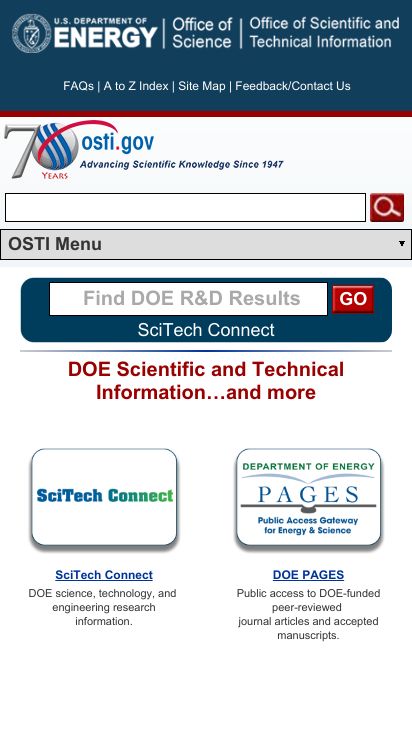 U.S. DEPARTMENT OF
ENERGY
Office of
Science
Office of Scientific and
Technical Information
FAQs | A to Z Index | Site Map | Feedback/Contact Us
70
YEARS
osti.gov
Advancing Scientific Knowledge Since 1947
OSTI Menu
Find DOE R&D Results
GO
SciTech Connect
DOE Scientific and Technical
Information…and more
SciTech Connect
DEPARTMENT OF ENERGY
PAGES
Public Access Gateway
for Energy & Science
SciTech Connect
DOE science, technology, and
engineering research
information.
DOE PAGES
Public access to DOE-funded
peer-reviewed
journal articles and accepted
manuscripts.